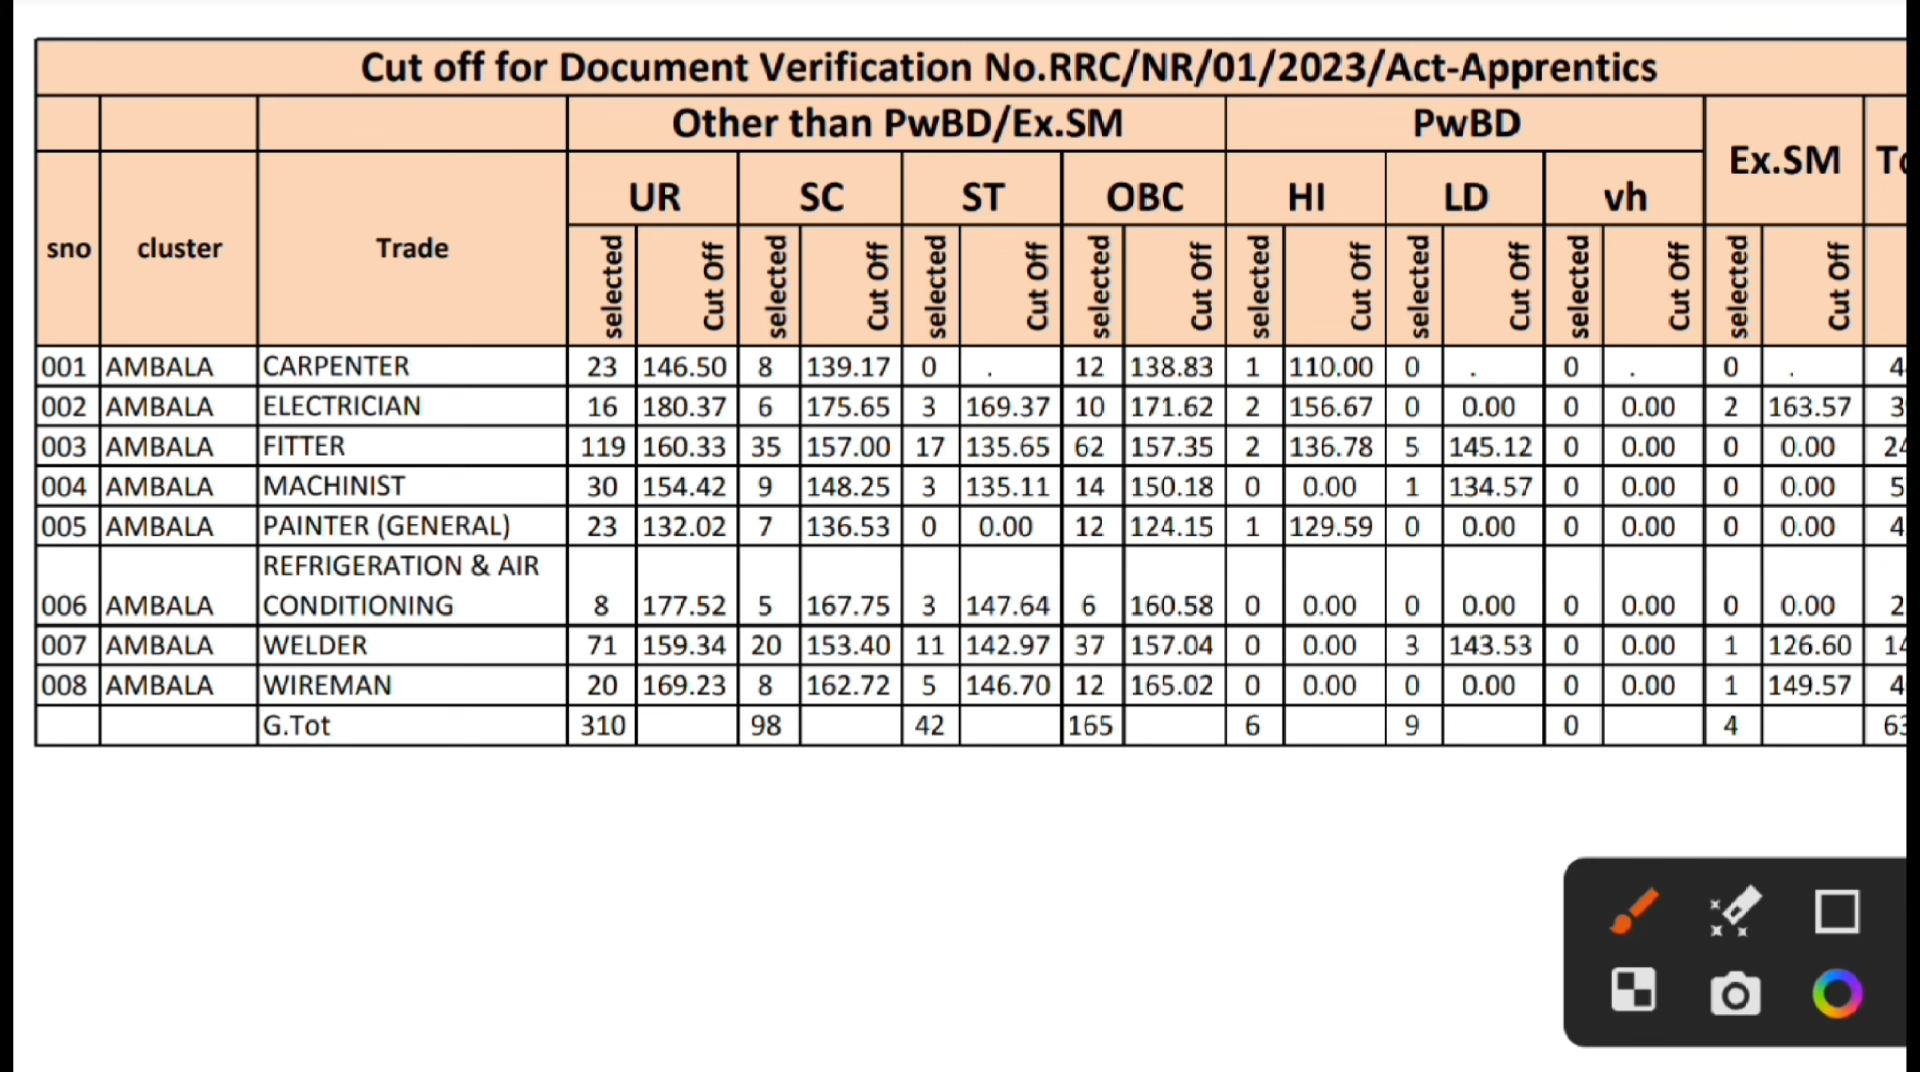 Cut off for Document Verification No.RRC/NR/01/2023/Act-Apprentics
Other than PwBD/Ex.SM PwBD Ex.SM
UR SC ST OBC HI LD vh
sno cluster Trade selected Cut Off selected Cut Off selected Cut Off selected Cut Off selected Cut Off selected Cut Off selected Cut Off selected Cut Off
001 AMBALA CARPENTER 23 146.50 8 139.17 0 . 12 138.83 1 110.00 0 . 0 . 0 .
002 AMBALA ELECTRICIAN 16 180.37 6 175.65 3 169.37 10 171.62 2 156.67 0 0.00 0 0.00 2 163.57
003 AMBALA FITTER 119 160.33 35 157.00 17 135.65 62 157.35 2 136.78 5 145.12 0 0.00 0 0.00
004 AMBALA MACHINIST 30 154.42 9 148.25 3 135.11 14 150.18 0 0.00 1 134.57 0 0.00 0 0.00
005 AMBALA PAINTER (GENERAL) 23 132.02 7 136.53 0 0.00 12 124.15 1 129.59 0 0.00 0 0.00 0 0.00
REFRIGERATION & AIR
006 AMBALA CONDITIONING 8 177.52 5 167.75 3 147.64 6 160.58 0 0.00 0 0.00 0 0.00 0 0.00
007 AMBALA WELDER 71 159.34 20 153.40 11 142.97 37 157.04 0 0.00 3 143.53 0 0.00 1 126.60
008 AMBALA WIREMAN 20 169.23 8 162.72 5 146.70 12 165.02 0 0.00 0 0.00 0 0.00 1 149.57
G.Tot 310 98 42 165 6 9 0 4